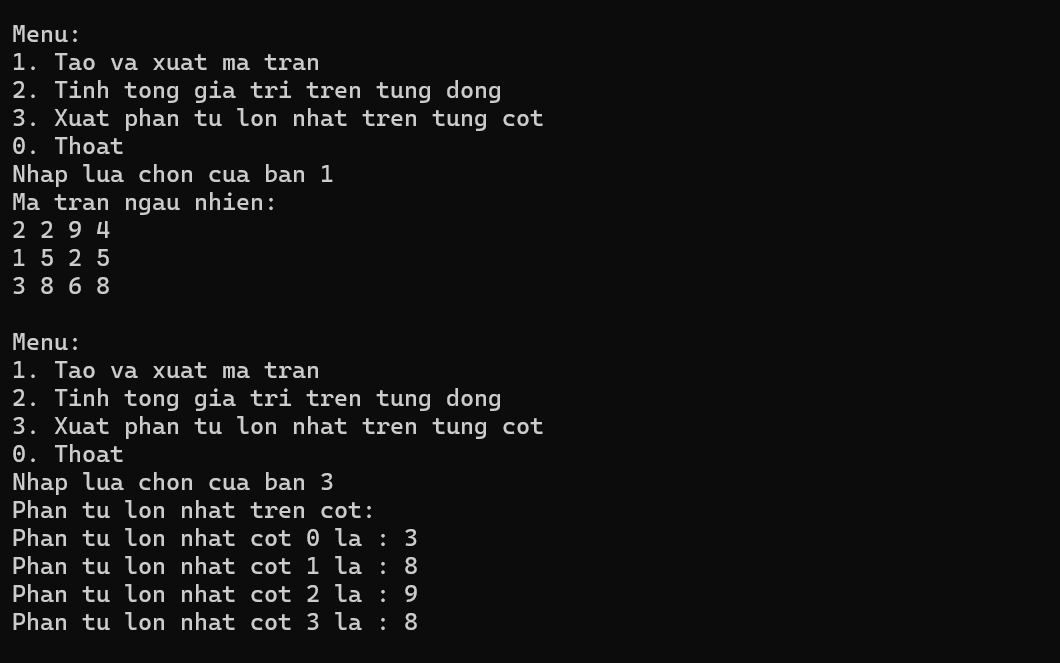 Menu:
1. Tao va xuat ma tran
2. Tinh tong gia tri tren tung dong
3. Xuat phan tu lon nhat tren tung cot
0. Thoat
Nhap lua chon cua ban 1
Ma tran ngau nhien:
2 2 9 4
1 5 2 5
3 8 6 8
Menu:
1. Tao va xuat ma tran
2. Tinh tong gia tri tren tung dong
3. Xuat phan tu lon nhat tren tung cot
0. Thoat
Nhap lua chon cua ban 3
Phan tu lon nhat tren cot:
Phan tu lon nhat cot 0 la : 3
Phan tu lon nhat cot 1 la : 8
Phan tu lon nhat cot 2 la : 9
Phan tu lon nhat cot 3 la : 8